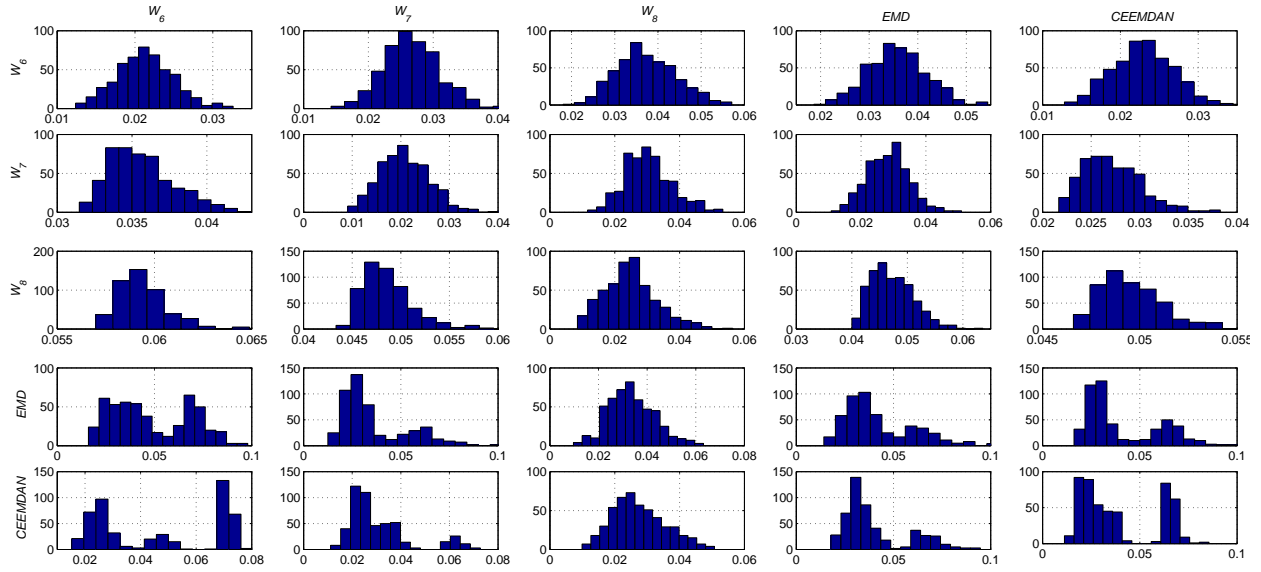 W6 W7 W8 EMD CEEMDAN
W6
100 50 0 0.01 0.02 0.03
100 50 0 0.01 0.02 0.03 0.04
100 50 0 0.02 0.03 0.04 0.05 0.06
100 50 0 0.02 0.03 0.04 0.05
100 50 0 0.01 0.02 0.03
W7
100 50 0 0.03 0.035 0.04
100 50 0 0.01 0.02 0.03 0.04
100 50 0 0.02 0.04 0.06
100 50 0 0.02 0.04 0.06
100 50 0 0.025 0.03 0.035 0.04
W8
200 100 0 0.055 0.06 0.065
150 100 50 0 0.04 0.045 0.05 0.055 0.06
100 50 0 0.02 0.04 0.06
150 100 50 0 0.03 0.04 0.05 0.06
150 100 50 0 0.045 0.05 0.055
EMD
100 50 0 0 0.05 0.1
150 100 50 0 0 0.05 0.1
100 50 0 0.02 0.04 0.06 0.08
150 100 50 0 0 0.05 0.1
150 100 50 0 0 0.05 0.1
CEEMDAN
150 100 50 0 0.02 0.04 0.06 0.08
150 100 50 0 0 0.02 0.04 0.06 0.08
100 50 0 0 0.02 0.04 0.06
150 100 50 0 0 0.05 0.1
100 50 0 0 0.05 0.1